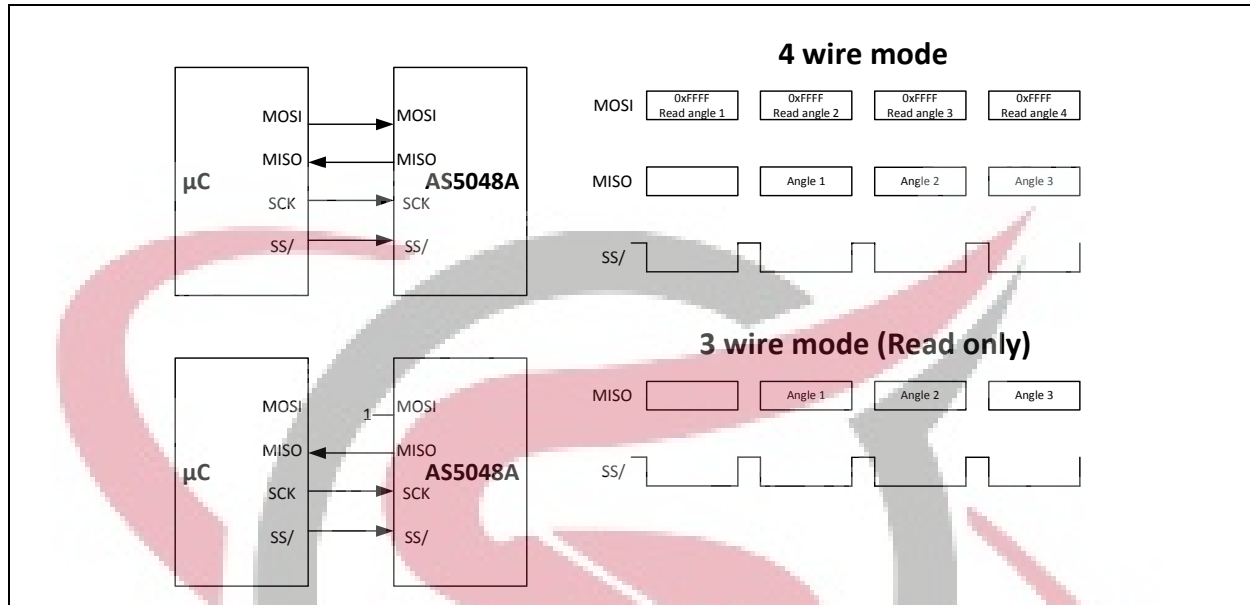 4 wire mode
MOSI
MOSI
MISO
MISO
µC
AS5048A
SCK
SCK
SS/
SS/
MOSI
0xFFFF
Read angle 1
0xFFFF
Read angle 2
0xFFFF
Read angle 3
0xFFFF
Read angle 4
MISO
Angle 1
Angle 2
Angle 3
SS/
3 wire mode (Read only)
MOSI
1
MOSI
MISO
MISO
µC
AS5048A
SCK
SCK
SS/
SS/
MISO
Angle 1
Angle 2
Angle 3
SS/